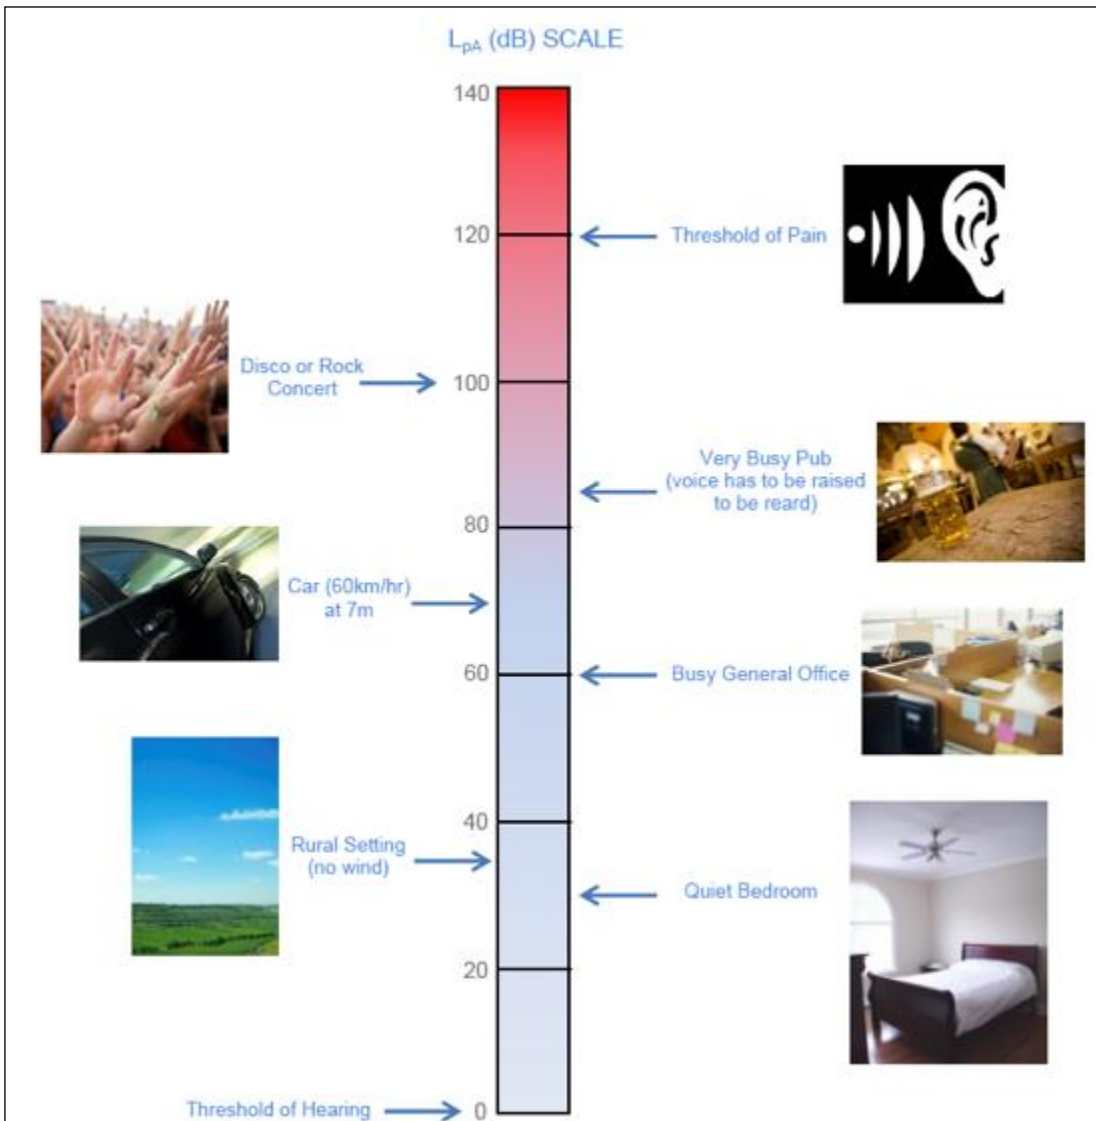 LpA (dB) SCALE
140
120
Threshold of Pain
Disco or Rock
Concert
100
Very Busy Pub
(voice has to be raised
to be reard)
80
Car (60km/hr)
at 7m
60
Busy General Office
40
Rural Setting
(no wind)
Quiet Bedroom
20
Threshold of Hearing
0